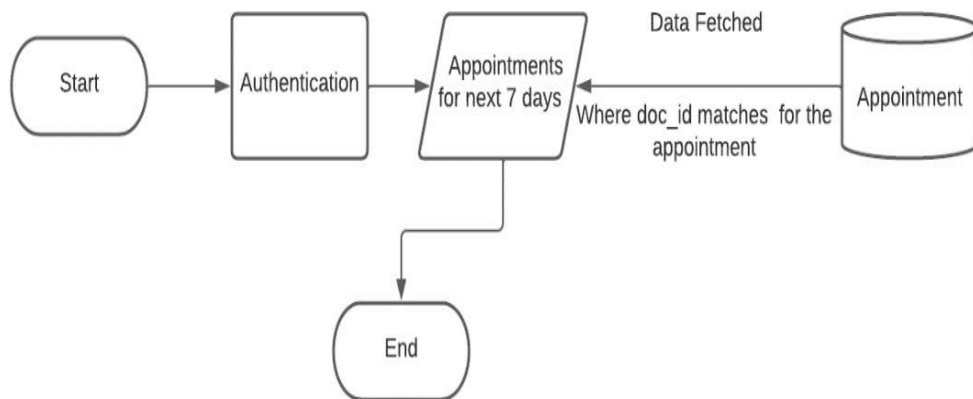 Start
Authentication
Appointments
for next 7 days
Data Fetched
Where doc_id matches for the
appointment
Appointment
End